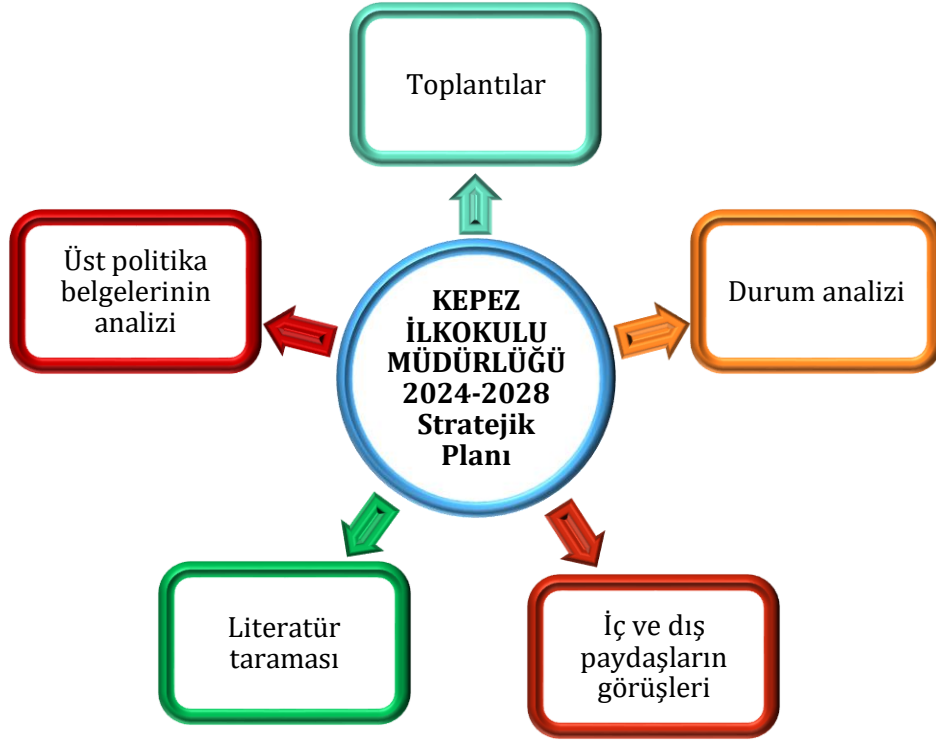 Toplantılar
Üst politika
belgelerinin
analizi
Durum analizi
KEPEZ
İLKOKULU
MÜDÜRLÜĞÜ
2024-2028
Stratejik
Planı
Literatür
taraması
İç ve dış
paydaşların
görüşleri